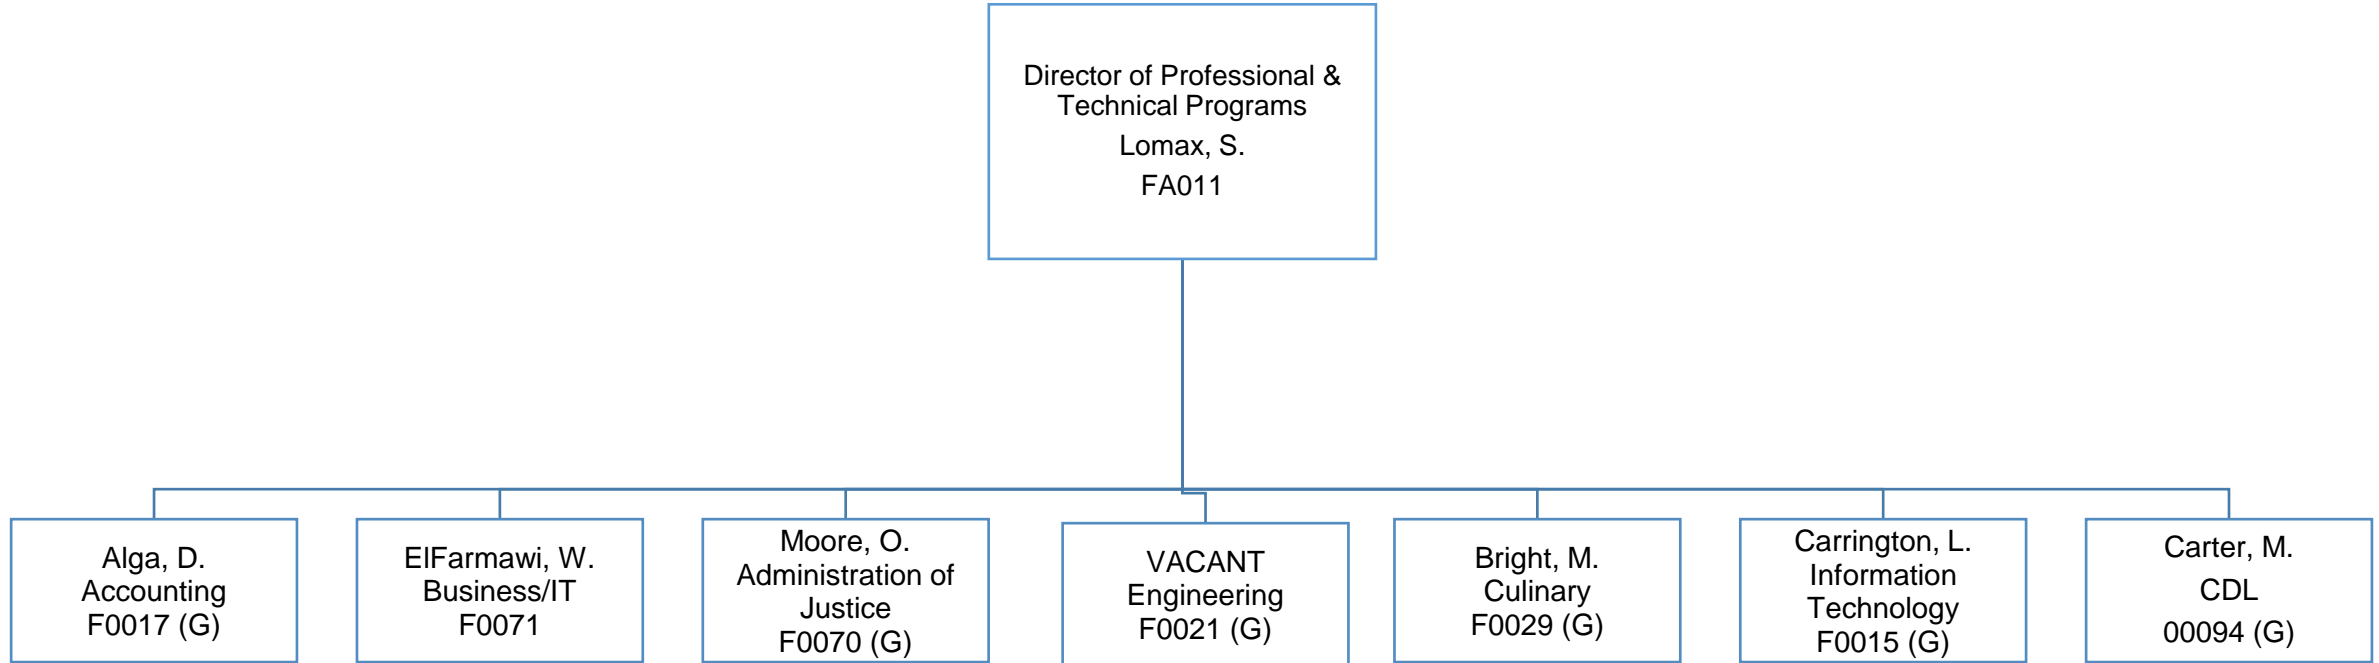 Director of Professional &
Technical Programs
Lomax, S.
FA011
Alga, D.
Accounting
F0017 (G)
ElFarmawi, W.
Business/IT
F0071
Moore, O.
Administration of
Justice
F0070 (G)
VACANT
Engineering
F0021 (G)
Bright, M.
Culinary
F0029 (G)
Carrington, L.
Information
Technology
F0015 (G)
Carter, M.
CDL
00094 (G)